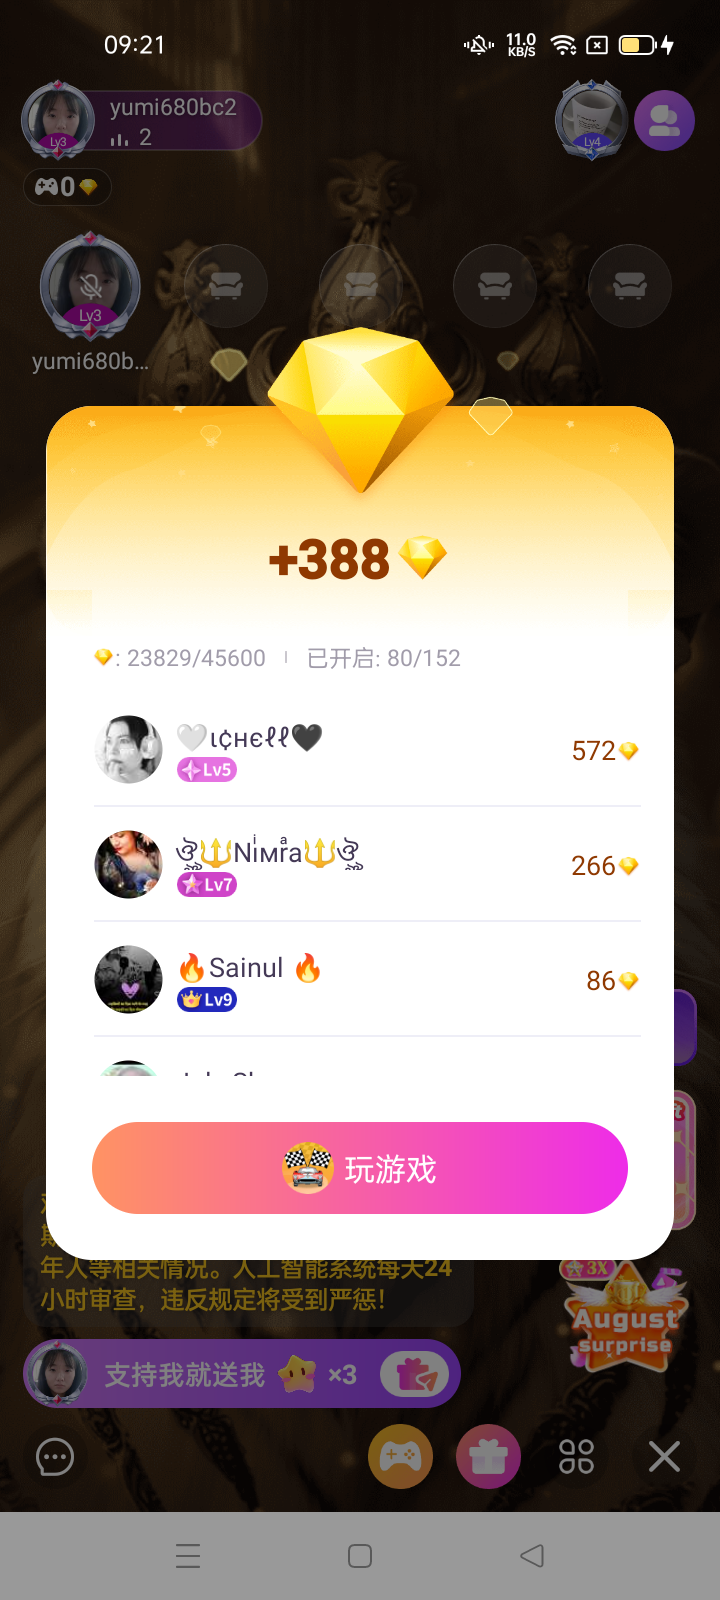 09:21
11.0
KB/S
yumi680bc2
2
Lv3
Lv4
0
Lv3
yumi680b...
+388
: 23829/45600 | 已开启: 80/152
🤍ɩ¢нєℓℓ🖤
Lv5
572
ঔৣ🔱Nıͥмrͣa🔱ঔৣ
Lv7
266
🔥Sainul 🔥
Lv9
86
玩游戏
年人等相关情况。人工智能系统每天24
小时审查，违反规定将受到严惩!
3X
August
surprise
支持我就送我 ×3